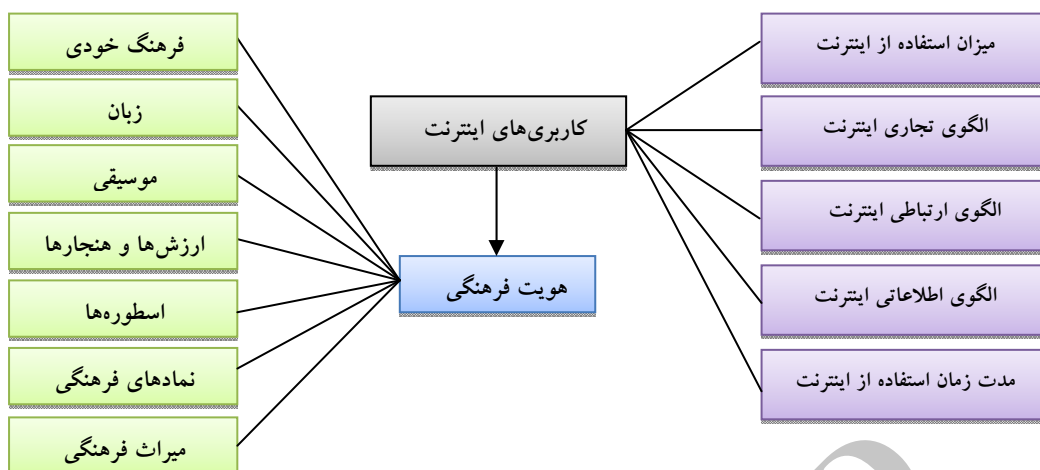 میزان استفاده از اینترنت
الگوی تجاری اینترنت
الگوی ارتباطی اینترنت
الگوی اطلاعاتی اینترنت
مدت زمان استفاده از اینترنت
کاربری‌های اینترنت
هویت فرهنگی
فرهنگ خودی
زبان
موسیقی
ارزش‌ها و هنجارها
اسطوره‌ها
نمادهای فرهنگی
میراث فرهنگی